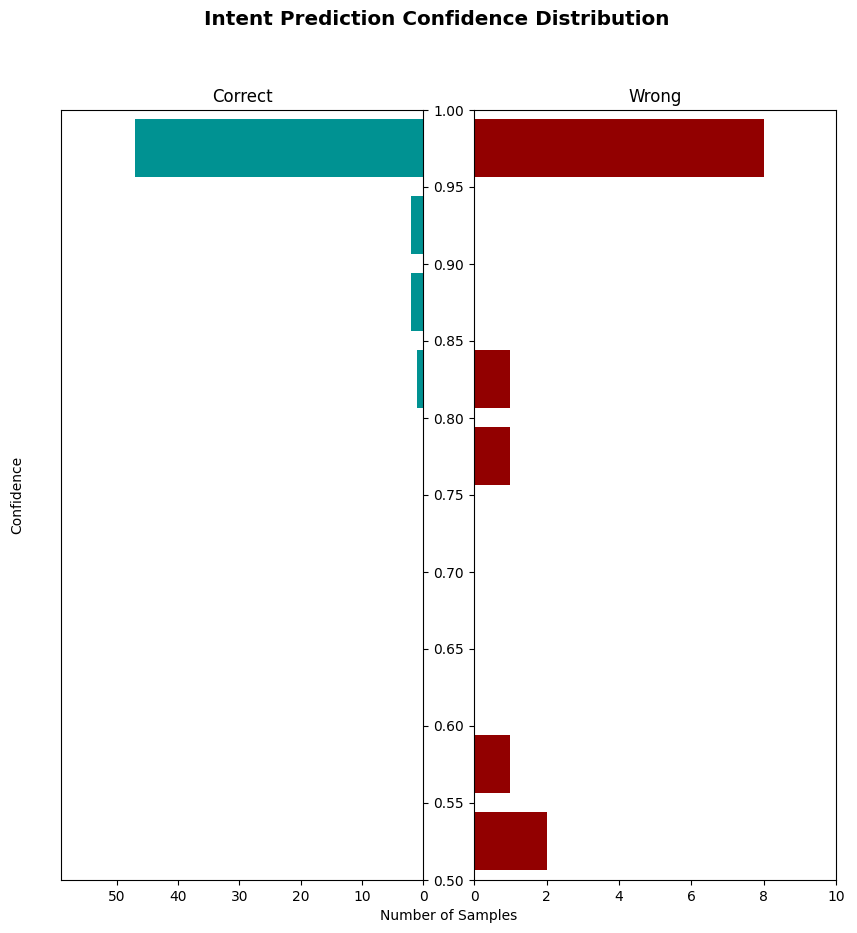 Intent Prediction Confidence Distribution
Correct
Wrong
1.00
0.95
0.90
0.85
0.80
0.75
0.70
0.65
0.60
0.55
0.50
Confidence
50 40 30 20 10 0
0 2 4 6 8 10
Number of Samples